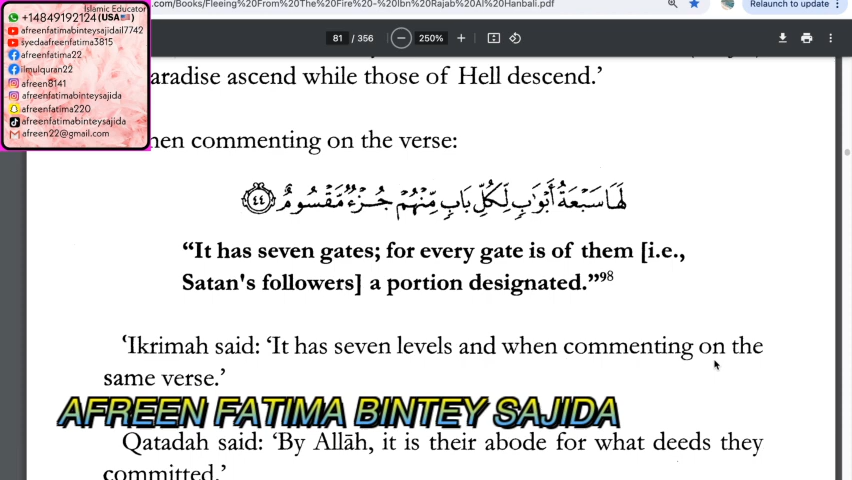 Islamic Educator
+14849192124 (USA🇺🇸)
afreenfatimabinteysajidail7742
syedaafreenfatima3815
afreenfatima22
ilmulquran22
afreen8141
afreenfatimabinteysajida
afreenfatima220
afreenfatimabinteysajida
afreen22@gmail.com
.com/Books/Fleeing%20From%20The%20Fire%20-%20Ibn%20Rajab%20Al%20Hanbali.pdf
Relaunch to update
81 / 356
250%
aradise ascend while those of Hell descend.’
hen commenting on the verse:
لَهَا سَبْعَةُ أَبْوَٰبٍ لِّكُلِّ بَابٍ مِّنْهُمْ جُزْءٌ مَّقْسُومٌ ٤٤
“It has seven gates; for every gate is of them [i.e.,
Satan's followers] a portion designated.”98
‘Ikrimah said: ‘It has seven levels and when commenting on the
same verse.’
AFREEN FATIMA BINTEY SAJIDA
Qatadah said: ‘By Allāh, it is their abode for what deeds they
committed.’